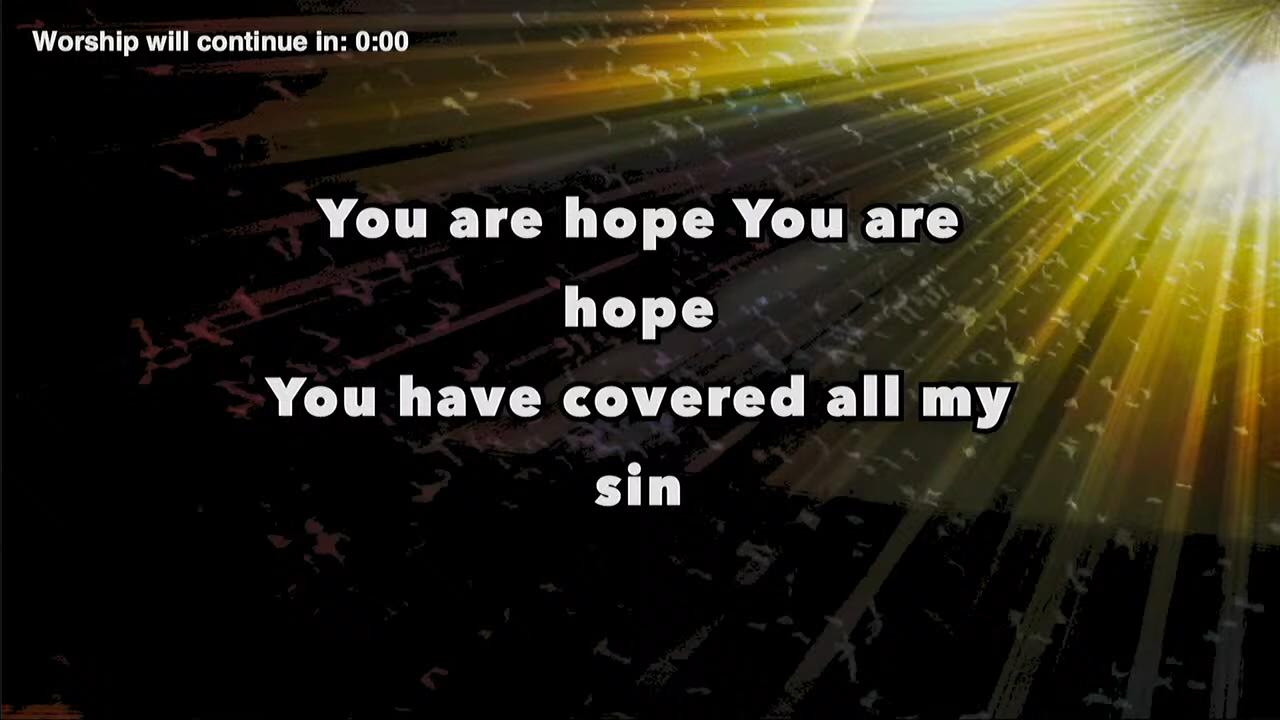 Worship will continue in: 0:00
You are hope You are
hope
You have covered all my
sin